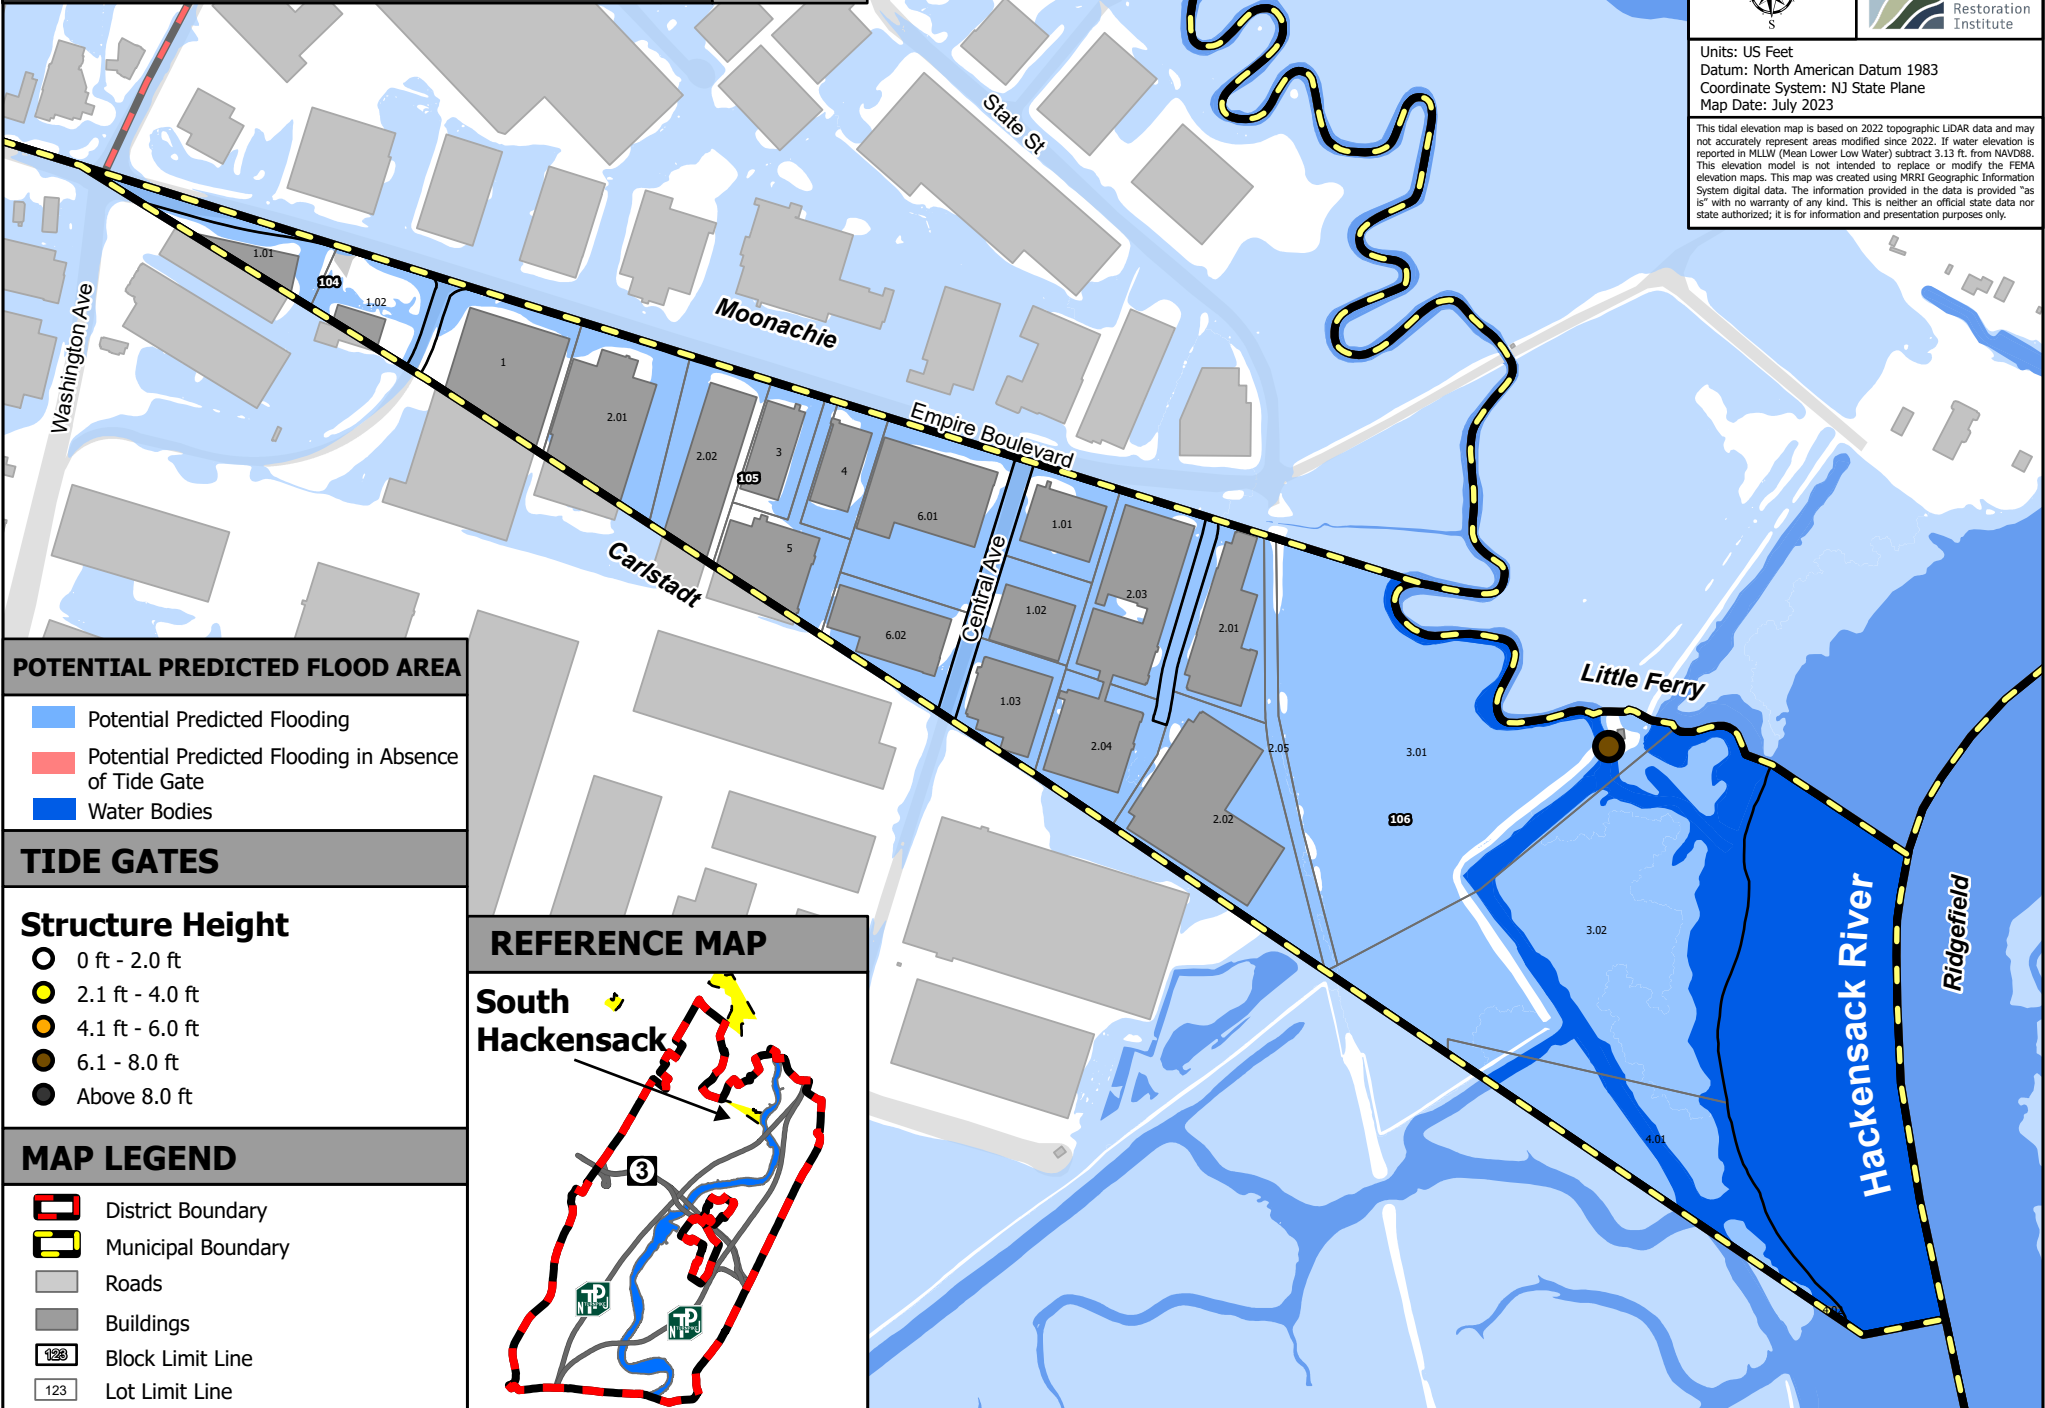 S
Restoration
Institute
Units: US Feet
Datum: North American Datum 1983
Coordinate System: NJ State Plane
Map Date: July 2023
This tidal elevation map is based on 2022 topographic LiDAR data and may
not accurately represent areas modified since 2022. If water elevation is
reported in MLLW (Mean Lower Low Water) subtract 3.13 ft. from NAVD88.
This elevation model is not intended to replace or modify the FEMA
elevation maps. This map was created using MRRI Geographic Information
System digital data. The information provided in the data is provided "as
is" with no warranty of any kind. This is neither an official state data nor
state authorized; it is for information and presentation purposes only.
State St
Washington Ave
1.01
104
1.02
Moonachie
1
2.01
2.02
3
105
4
5
Empire Boulevard
6.01
6.02
Carlstadt
Central Ave
1.01
1.02
1.03
2.03
2.04
2.01
2.02
2.05
3.01
106
Little Ferry
3.02
4.01
Hackensack River
Ridgefield
POTENTIAL PREDICTED FLOOD AREA
Potential Predicted Flooding
Potential Predicted Flooding in Absence
of Tide Gate
Water Bodies
TIDE GATES
Structure Height
0 ft - 2.0 ft
2.1 ft - 4.0 ft
4.1 ft - 6.0 ft
6.1 - 8.0 ft
Above 8.0 ft
MAP LEGEND
District Boundary
Municipal Boundary
Roads
Buildings
123 Block Limit Line
123 Lot Limit Line
REFERENCE MAP
South
Hackensack
3